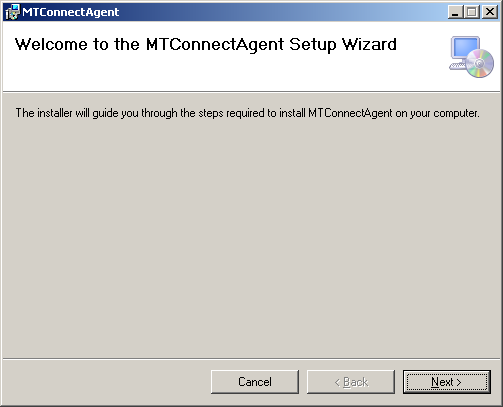 MTConnectAgent
Welcome to the MTConnectAgent Setup Wizard
The installer will guide you through the steps required to install MTConnectAgent on your computer.
Cancel
< Back
Next >